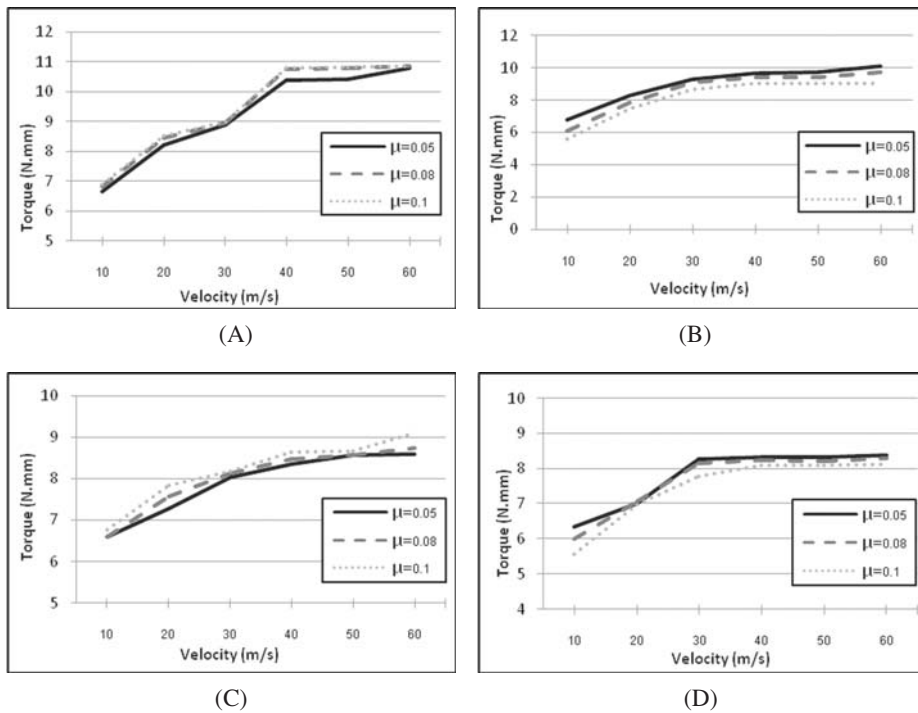 11
12
11
10
9
8
7
6
5
Torque (N.mm)
10 20 30 40 50 60
Velocity (m/s)
μ=0.05
μ=0.08
μ=0.1
(A)
12
10
8
6
4
2
0
Torque (N.mm)
10 20 30 40 50 60
Velocity (m/s)
μ=0.05
μ=0.08
μ=0.1
(B)
10
9
8
7
6
5
Torque (N.mm)
10 20 30 40 50 60
Velocity (m/s)
μ=0.05
μ=0.08
μ=0.1
(C)
10
9
8
7
6
5
4
Torque (N.mm)
10 20 30 40 50 60
Velocity (m/s)
μ=0.05
μ=0.08
μ=0.1
(D)